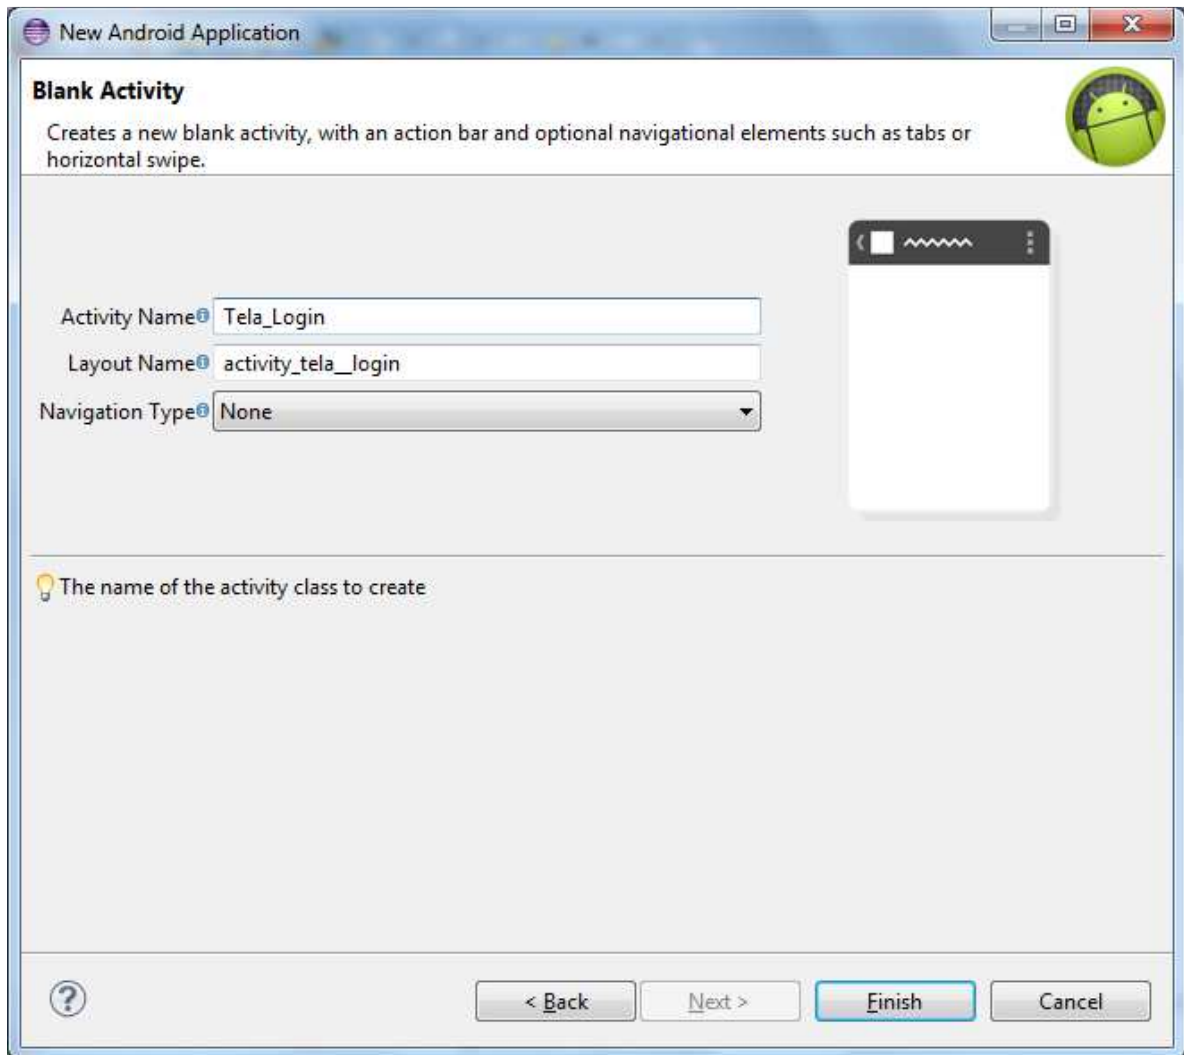 New Android Application
Blank Activity
Creates a new blank activity, with an action bar and optional navigational elements such as tabs or
horizontal swipe.
Activity Name Tela_Login
Layout Name activity_tela__login
Navigation Type None
The name of the activity class to create
< Back Next > Finish Cancel